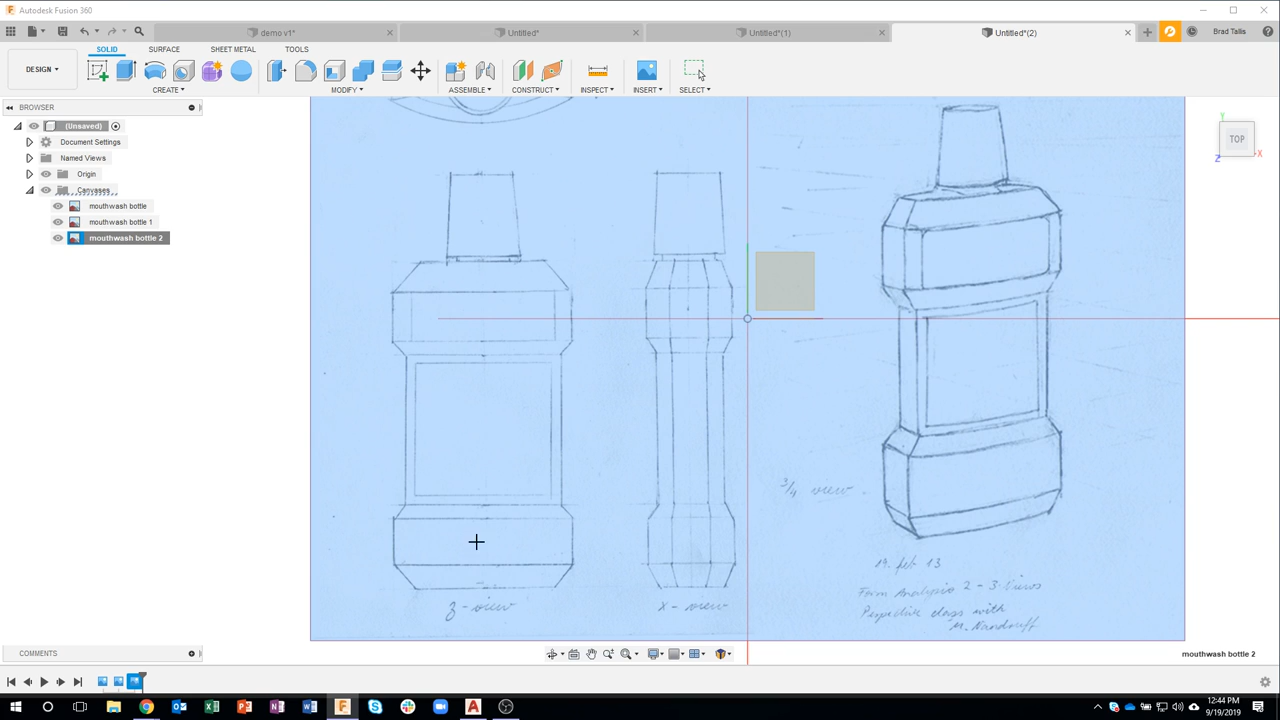 Autodesk Fusion 360
demo v1*
Untitled*
Untitled*(1)
Untitled*(2)
Brad Tallis
DESIGN
SOLID
SURFACE
SHEET METAL
TOOLS
CREATE
MODIFY
ASSEMBLE
CONSTRUCT
INSPECT
INSERT
SELECT
BROWSER
(Unsaved)
Document Settings
Named Views
Origin
Canvases
mouthwash bottle
mouthwash bottle 1
mouthwash bottle 2
TOP
Y
X
Z
3/4 view
19. feb 13
Form Analysis 2 - 3 Views
Perspective class with
z - view
x - view
COMMENTS
mouthwash bottle 2
12:44 PM
9/19/2019